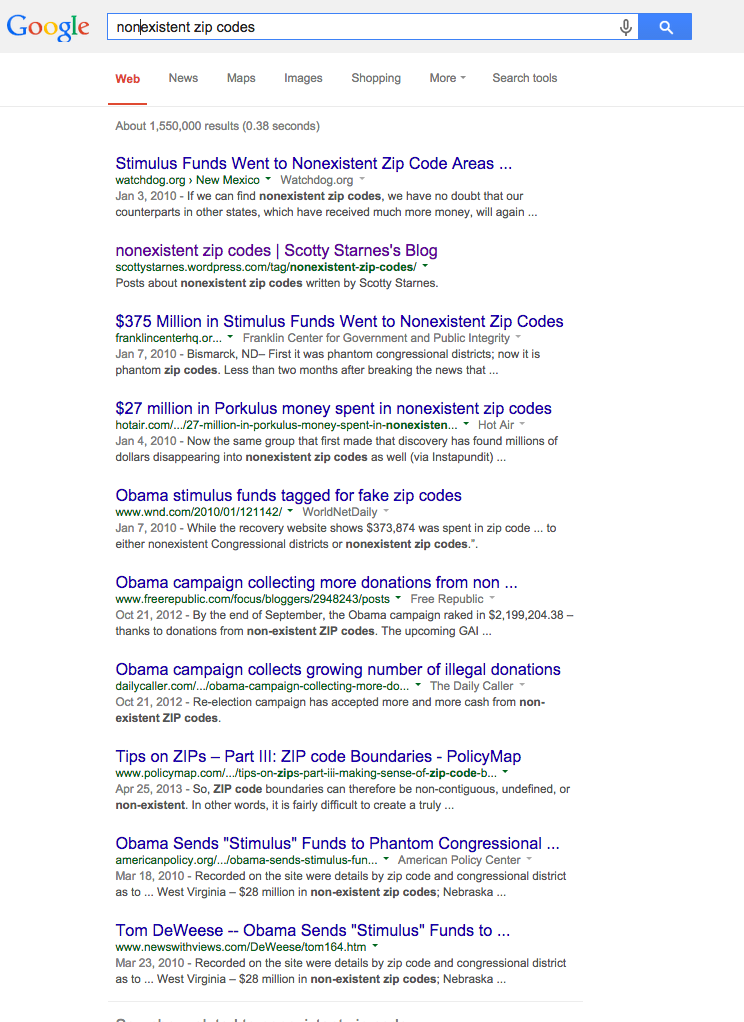 Google nonexistent zip codes
Web News Maps Images Shopping More Search tools
About 1,550,000 results (0.38 seconds)
Stimulus Funds Went to Nonexistent Zip Code Areas ...
watchdog.org › New Mexico Watchdog.org
Jan 3, 2010 - If we can find nonexistent zip codes, we have no doubt that our
counterparts in other states, which have received much more money, will again ...
nonexistent zip codes | Scotty Starnes's Blog
scottystarnes.wordpress.com/tag/nonexistent-zip-codes/
Posts about nonexistent zip codes written by Scotty Starnes.
$375 Million in Stimulus Funds Went to Nonexistent Zip Codes
franklincenterhq.or... Franklin Center for Government and Public Integrity
Jan 7, 2010 - Bismarck, ND– First it was phantom congressional districts; now it is
phantom zip codes. Less than two months after breaking the news that ...
$27 million in Porkulus money spent in nonexistent zip codes
hotair.com/.../27-million-in-porkulus-money-spent-in-nonexisten... Hot Air
Jan 4, 2010 - Now the same group that first made that discovery has found millions of
dollars disappearing into nonexistent zip codes as well (via Instapundit) ...
Obama stimulus funds tagged for fake zip codes
www.wnd.com/2010/01/121142/ WorldNetDaily
Jan 7, 2010 - While the recovery website shows $373,874 was spent in zip code ... to
either nonexistent Congressional districts or nonexistent zip codes.".
Obama campaign collecting more donations from non ...
www.freerepublic.com/focus/bloggers/2948243/posts Free Republic
Oct 21, 2012 - By the end of September, the Obama campaign raked in $2,199,204.38 –
thanks to donations from non-existent ZIP codes. The upcoming GAI ...
Obama campaign collects growing number of illegal donations
dailycaller.com/.../obama-campaign-collecting-more-do... The Daily Caller
Oct 21, 2012 - Re-election campaign has accepted more and more cash from non-
existent ZIP codes.
Tips on ZIPs – Part III: ZIP code Boundaries - PolicyMap
www.policymap.com/.../tips-on-zips-part-iii-making-sense-of-zip-code-b...
Apr 25, 2013 - So, ZIP code boundaries can therefore be non-contiguous, undefined, or
non-existent. In other words, it is fairly difficult to create a truly ...
Obama Sends "Stimulus" Funds to Phantom Congressional ...
americanpolicy.org/.../obama-sends-stimulus-fun... American Policy Center
Mar 18, 2010 - Recorded on the site were details by zip code and congressional district
as to ... West Virginia – $28 million in non-existent zip codes; Nebraska ...
Tom DeWeese -- Obama Sends "Stimulus" Funds to ...
www.newswithviews.com/DeWeese/tom164.htm
Mar 23, 2010 - Recorded on the site were details by zip code and congressional district
as to ... West Virginia – $28 million in non-existent zip codes; Nebraska ...